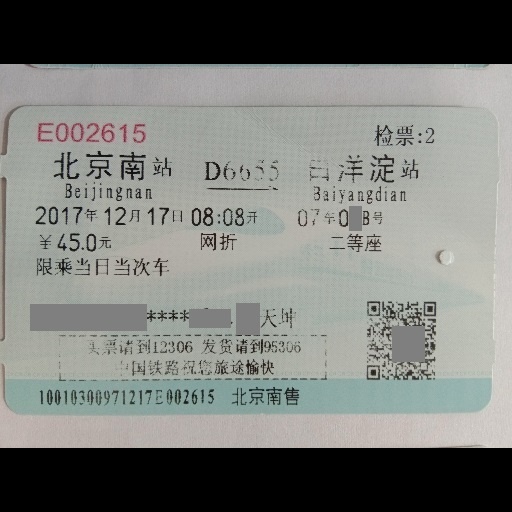 E002615 检票:2
北京南站 D6655 白洋淀站
Beijingnan Baiyangdian
2017年12月17日08:08开 07车0 B号
￥45.0元 网折 二等座
限乘当日当次车
**** 天坤
买票请到12306 发货请到95306
中国铁路祝您旅途愉快
10010300971217E002615 北京南售